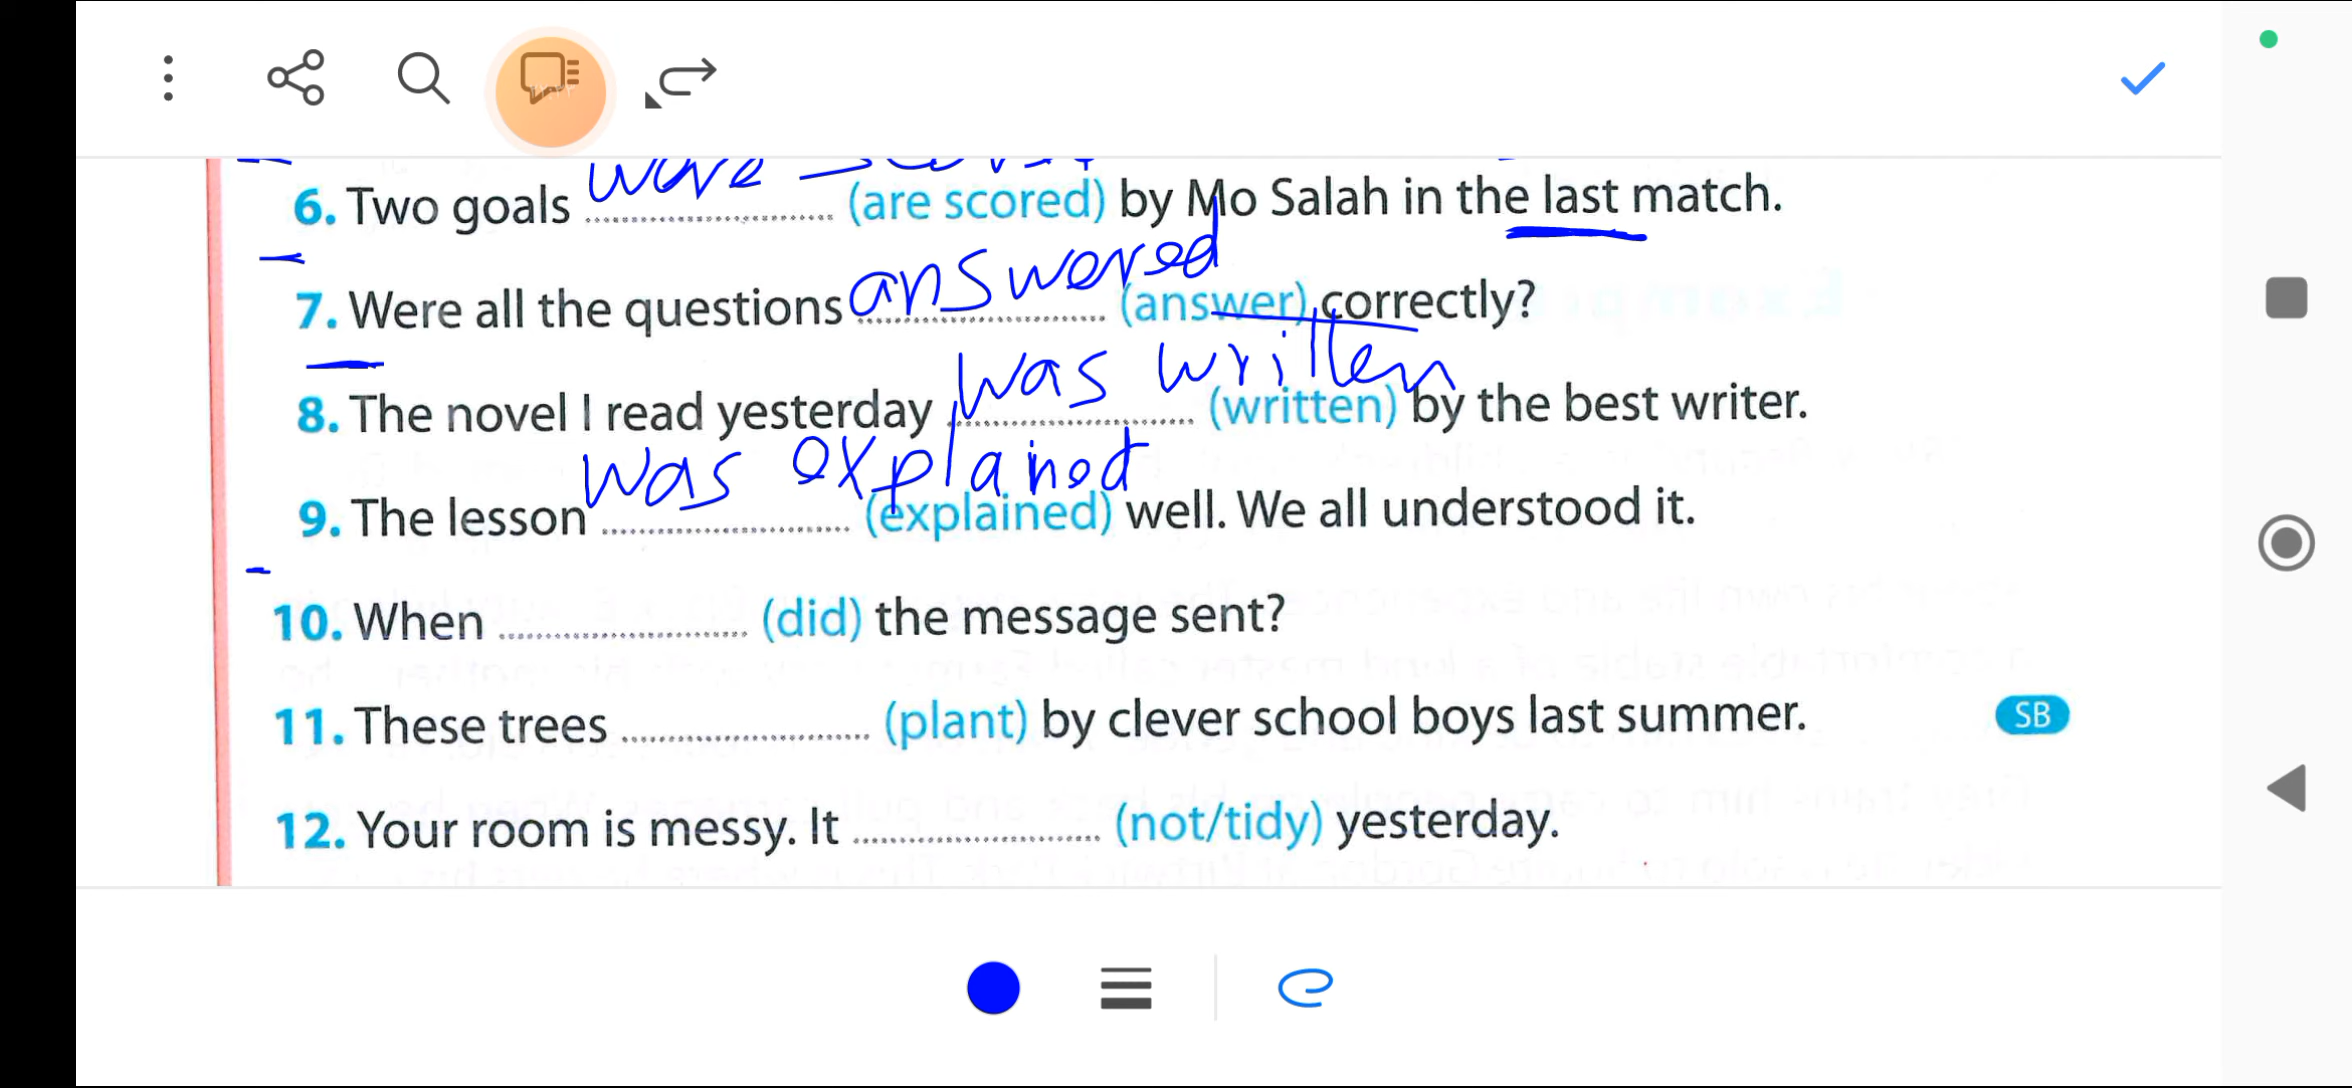 were scored
6. Two goals .................... (are scored) by Mo Salah in the last match.
answered
7. Were all the questions .................... (answer) correctly?
was written
8. The novel I read yesterday .................... (written) by the best writer.
was explained
9. The lesson .................... (explained) well. We all understood it.
10. When .................... (did) the message sent?
11. These trees .................... (plant) by clever school boys last summer. SB
12. Your room is messy. It .................... (not/tidy) yesterday.